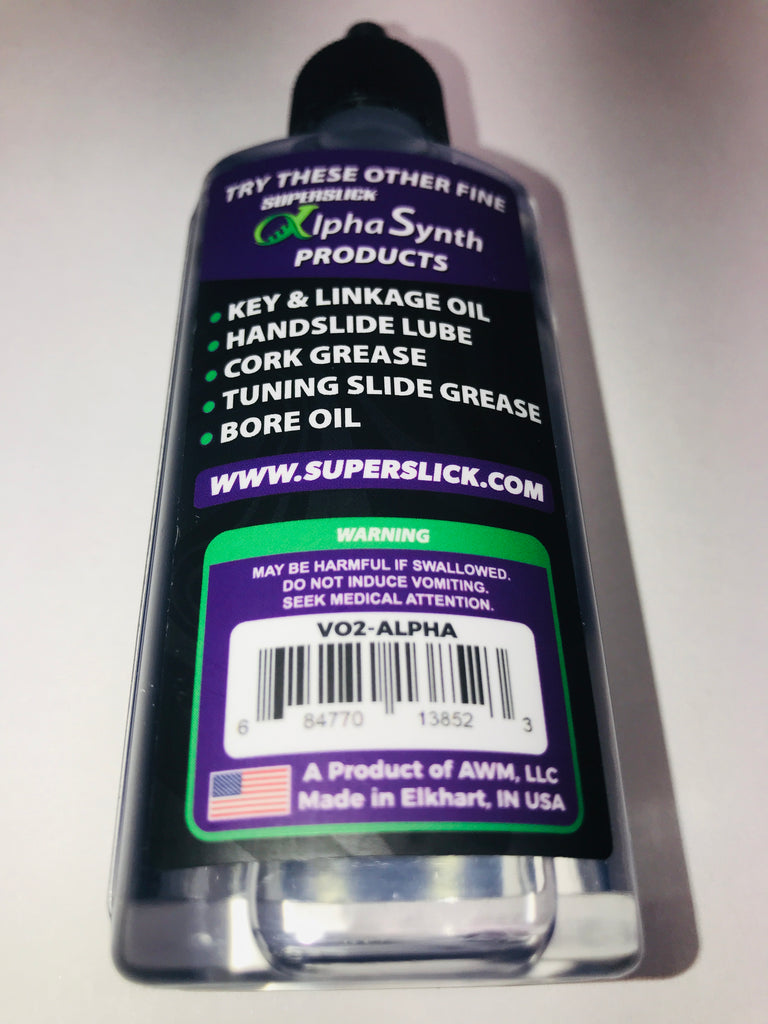 TRY THESE OTHER FINE
SUPERSLICK
Alpha Synth
PRODUCTS
• KEY & LINKAGE OIL
• HANDSLIDE LUBE
• CORK GREASE
• TUNING SLIDE GREASE
• BORE OIL
WWW.SUPERSLICK.COM
WARNING
MAY BE HARMFUL IF SWALLOWED.
DO NOT INDUCE VOMITING.
SEEK MEDICAL ATTENTION.
VO2-ALPHA
6 84770 13852 3
A Product of AWM, LLC
Made in Elkhart, IN USA